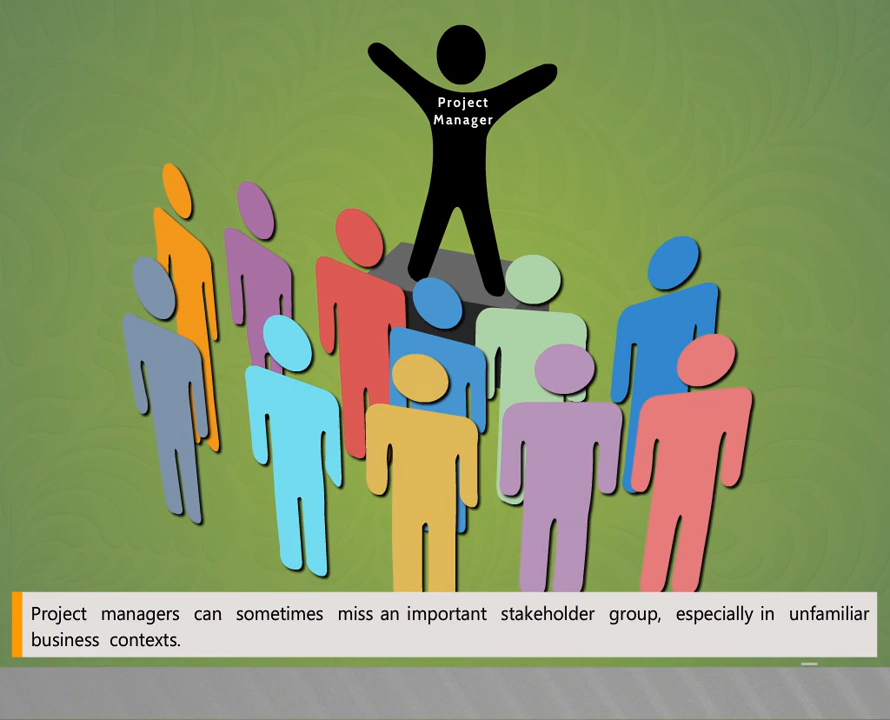 Project
Manager
Project managers can sometimes miss an important stakeholder group, especially in unfamiliar
business contexts.